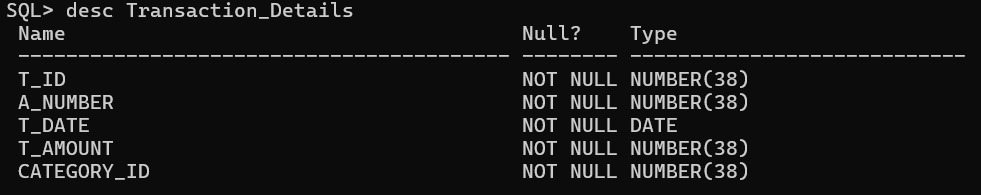 SQL> desc Transaction_Details
Name Null? Type
----------------------------------------- -------- ----------------------------
T_ID NOT NULL NUMBER(38)
A_NUMBER NOT NULL NUMBER(38)
T_DATE NOT NULL DATE
T_AMOUNT NOT NULL NUMBER(38)
CATEGORY_ID NOT NULL NUMBER(38)